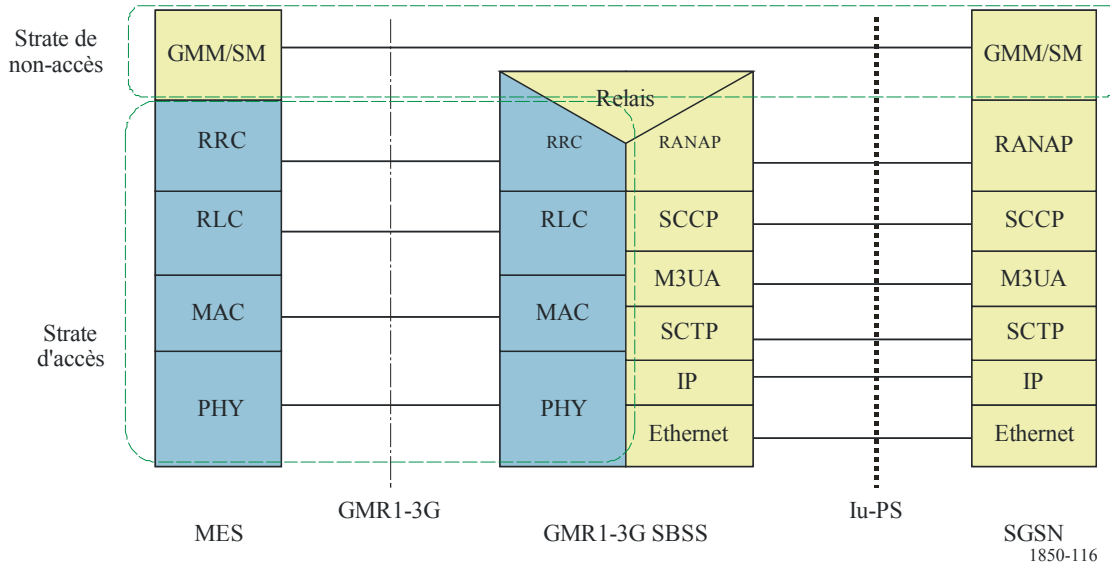 Strate de
non-accès
GMM/SM
GMM/SM
Relais
RRC
RRC
RANAP
RANAP
RLC
RLC
SCCP
SCCP
M3UA
M3UA
MAC
MAC
SCTP
SCTP
Strate
d'accès
IP
IP
PHY
PHY
Ethernet
Ethernet
GMR1-3G
Iu-PS
MES
GMR1-3G SBSS
SGSN
1850-116